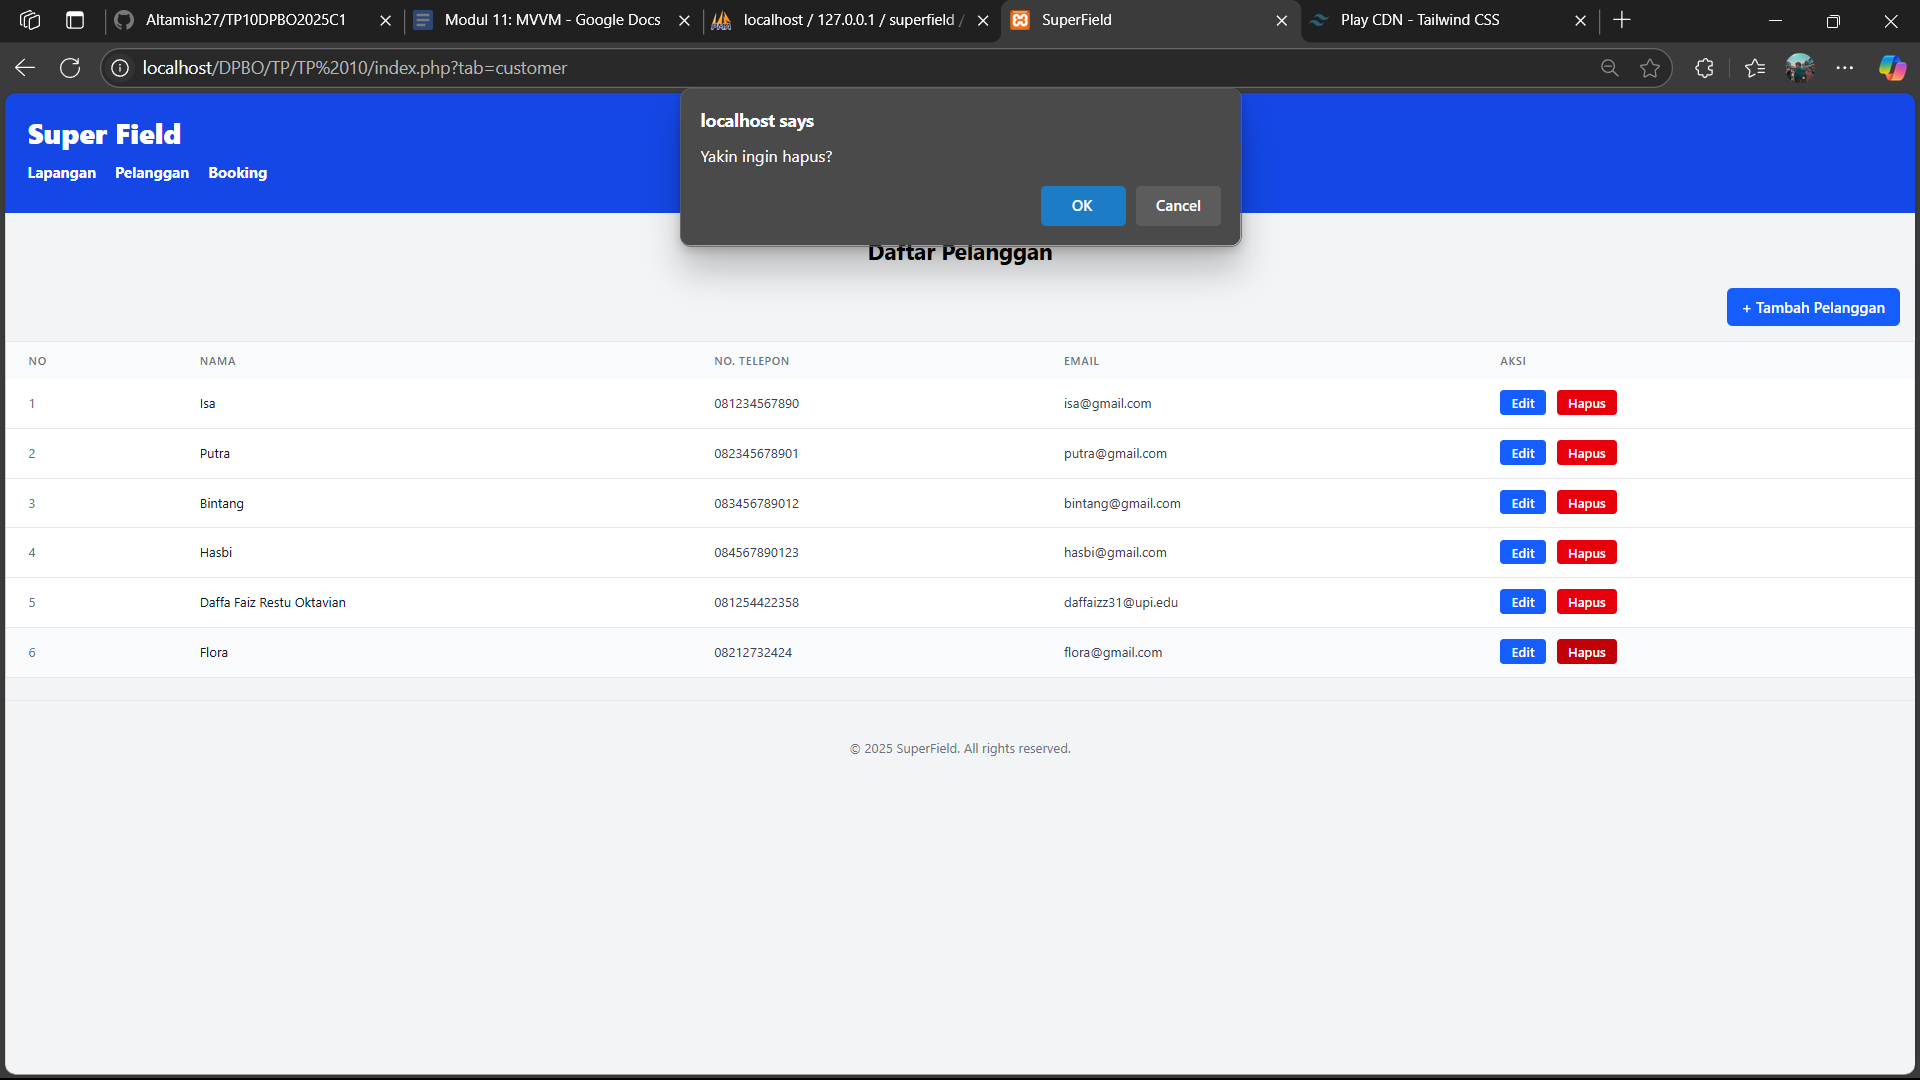 Altamish27/TP10DPBO2025C1
Modul 11: MVVM - Google Docs
localhost / 127.0.0.1 / superfield /
SuperField
Play CDN - Tailwind CSS
localhost/DPBO/TP/TP%2010/index.php?tab=customer
Super Field
Lapangan Pelanggan Booking
localhost says
Yakin ingin hapus?
OK Cancel
Daftar Pelanggan
+ Tambah Pelanggan
NO NAMA NO. TELEPON EMAIL AKSI
1 Isa 081234567890 isa@gmail.com Edit Hapus
2 Putra 082345678901 putra@gmail.com Edit Hapus
3 Bintang 083456789012 bintang@gmail.com Edit Hapus
4 Hasbi 084567890123 hasbi@gmail.com Edit Hapus
5 Daffa Faiz Restu Oktavian 081254422358 daffaizz31@upi.edu Edit Hapus
6 Flora 08212732424 flora@gmail.com Edit Hapus
© 2025 SuperField. All rights reserved.